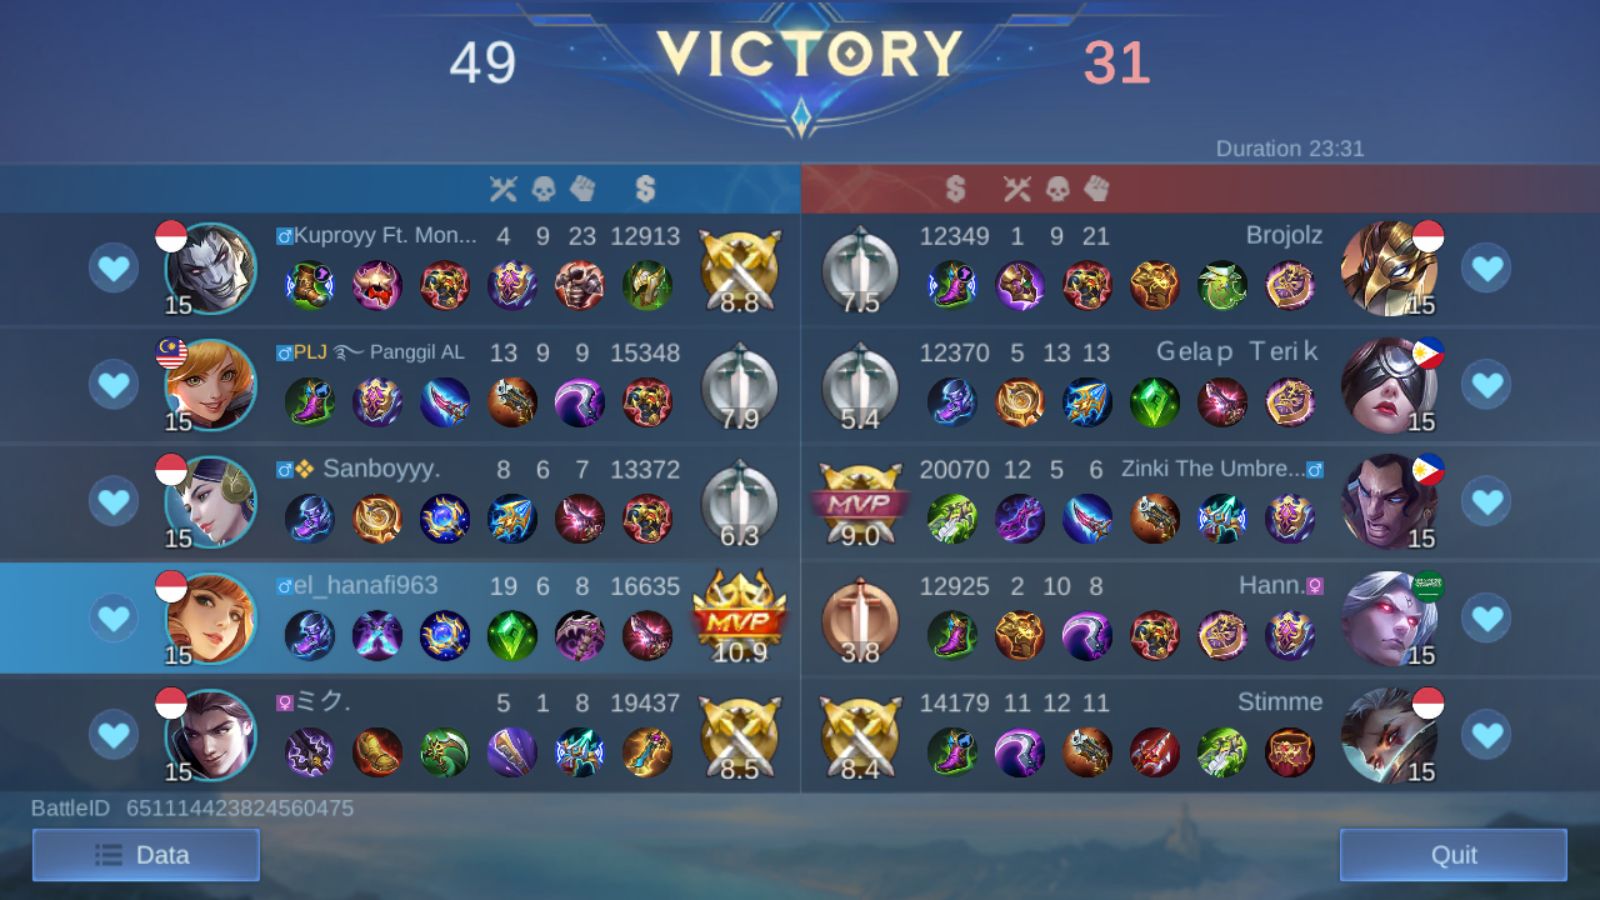 49 VICTORY 31
Duration 23:31
Kuproyy Ft. Mon... 4 9 23 12913 8.8 15
7.5 12349 1 9 21 Brojolz 15
PLJ ࿐ Panggil AL 13 9 9 15348 7.9 15
5.4 12370 5 13 13 Gelap Terik 15
Sanboyyy. 8 6 7 13372 6.3 15
MVP 9.0 20070 12 5 6 Zinki The Umbre... 15
el_hanafi963 19 6 8 16635 MVP 10.9 15
3.8 12925 2 10 8 Hann. 15
ミク. 5 1 8 19437 8.5 15
8.4 14179 11 12 11 Stimme 15
BattleID 651114423824560475
Data
Quit